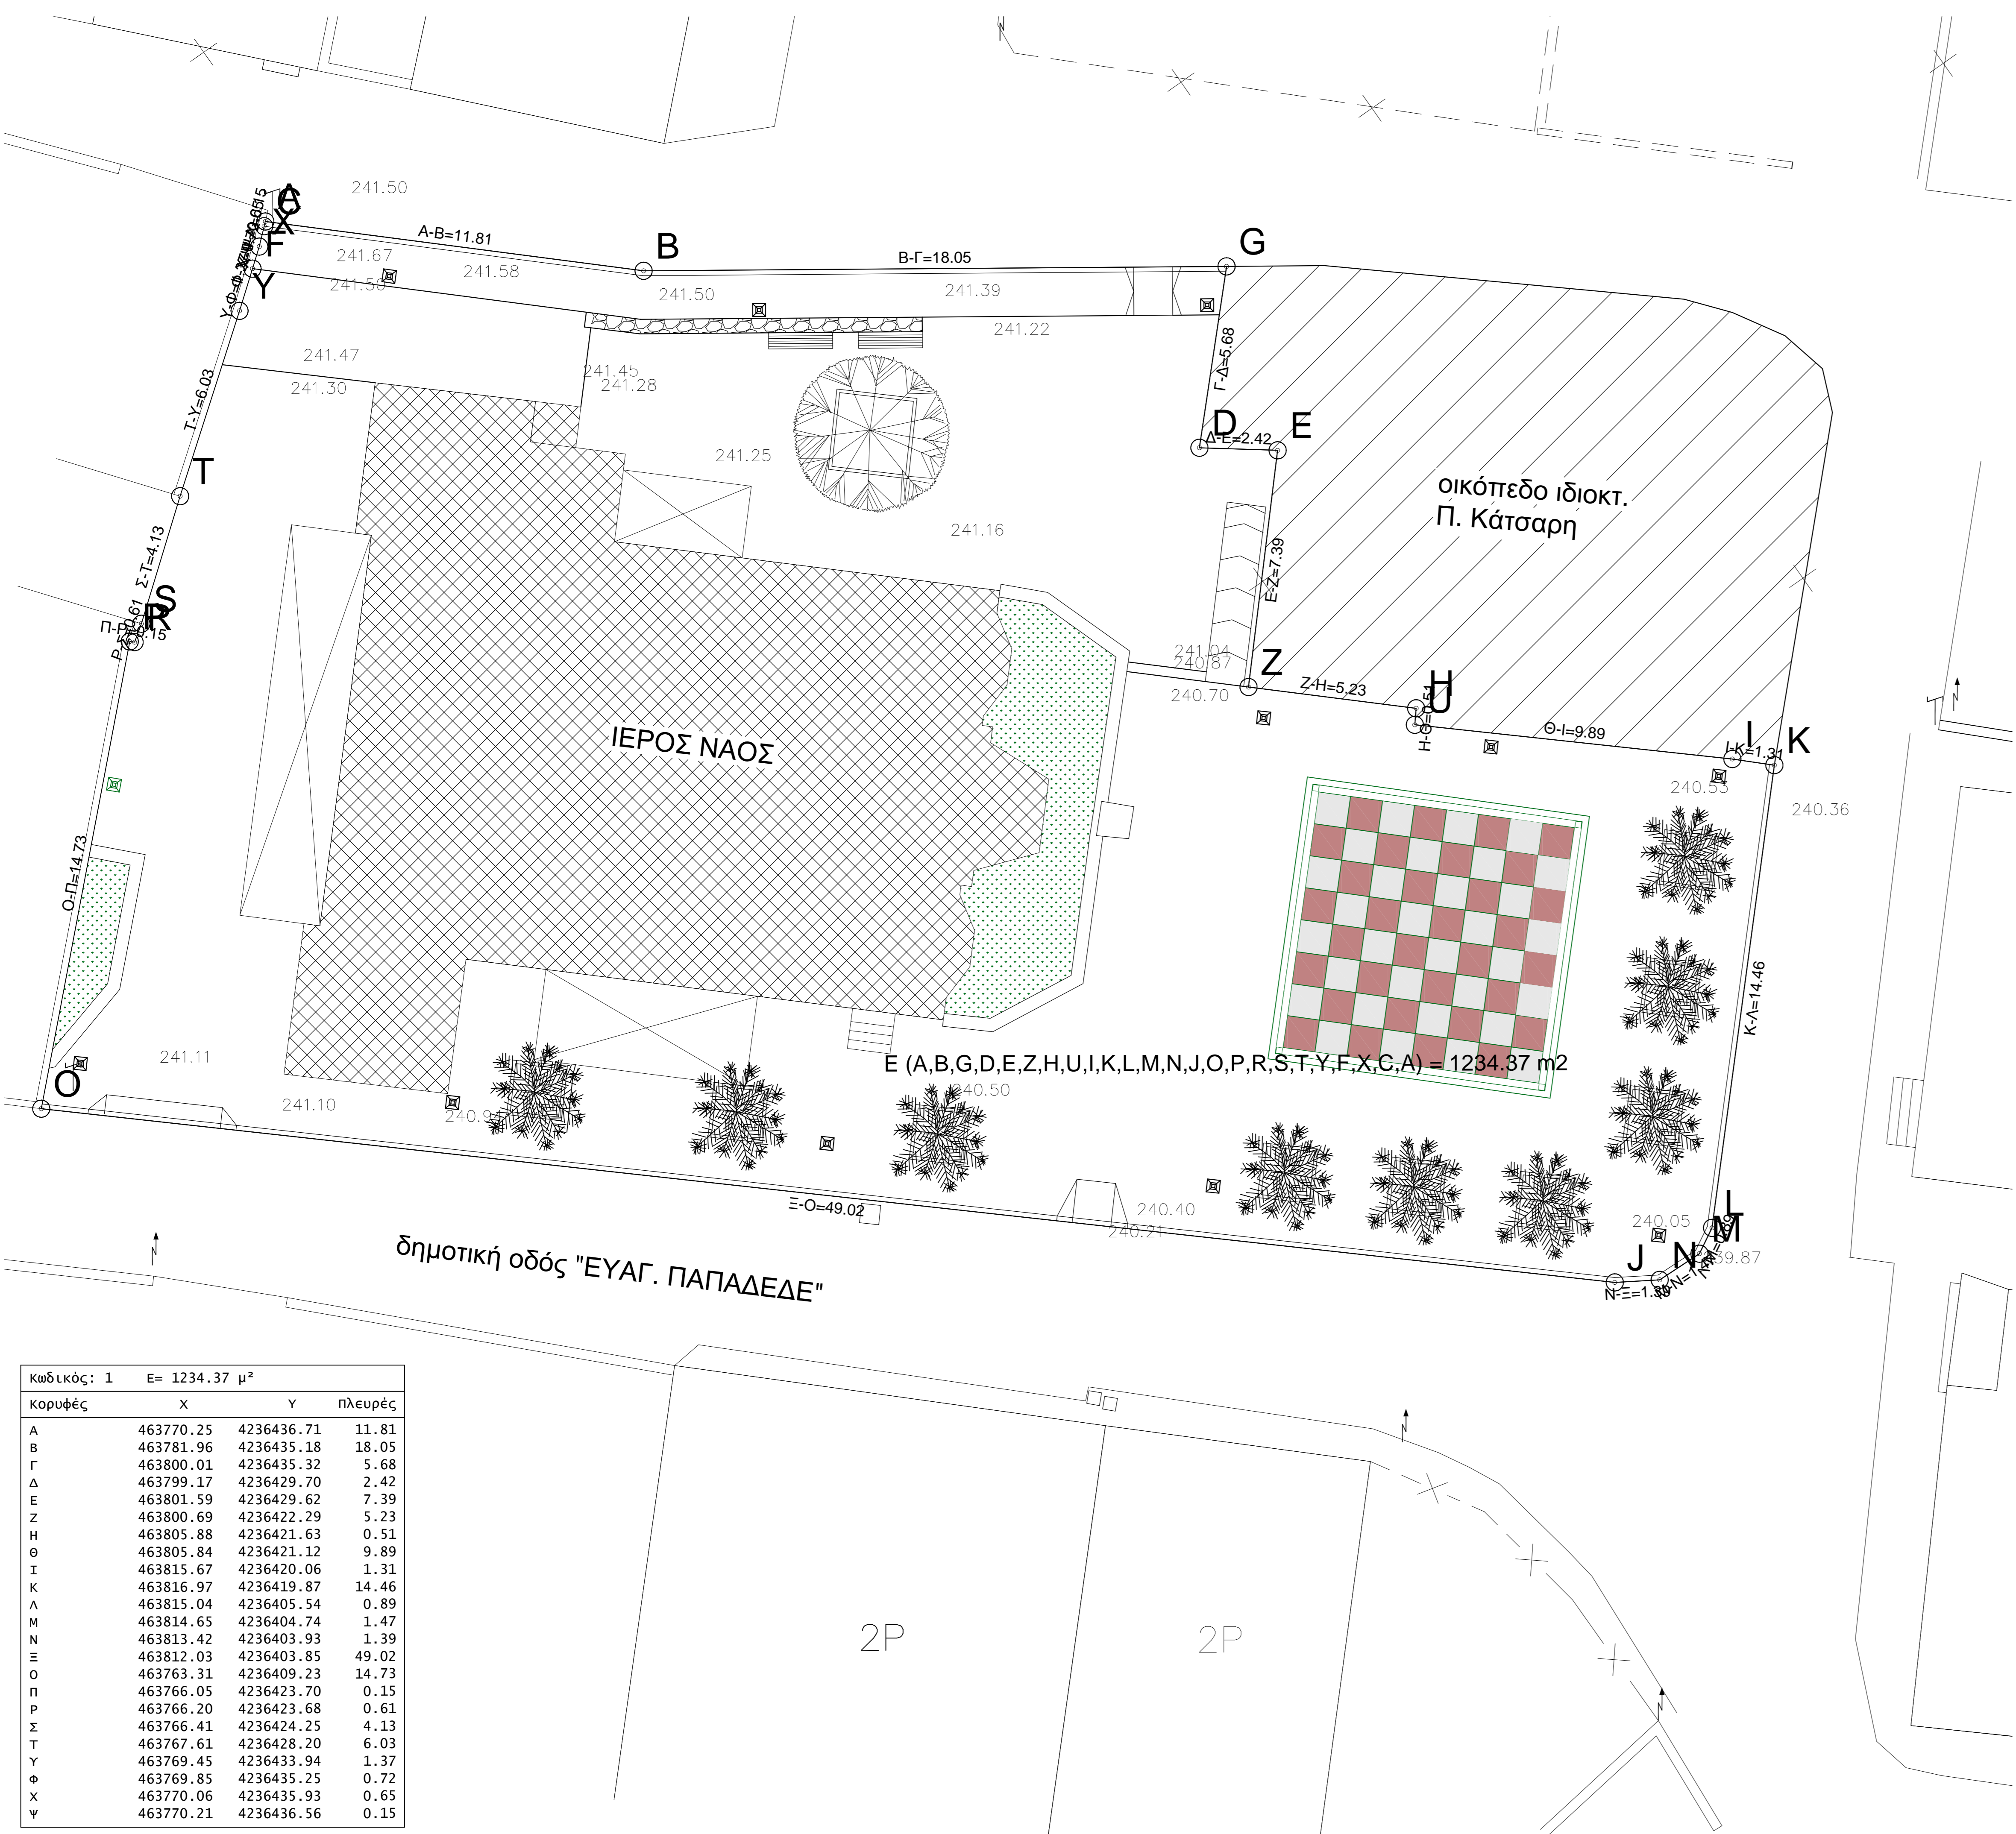 241.50
A
C
X
F
Y
A-B=11.81
B
B-Γ=18.05
G
241.67
241.58
241.50
241.50
241.39
241.22
Γ-Δ=5.68
241.47
241.30
241.45
241.28
T-Y=6.03
D
Δ-E=2.42
E
241.25
T
οικόπεδο ιδιοκτ.
Π. Κάτσαρη
241.16
Σ-T=4.13
E-Z=7.39
S
R
241.04
240.87
240.70
Z
Z-H=5.23
H
U
Θ-I=9.89
I
K
I-K=1.31
ΙΕΡΟΣ ΝΑΟΣ
240.53
240.36
O-Π=14.73
K-Λ=14.46
241.11
E (A,B,G,D,E,Z,H,U,I,K,L,M,N,J,O,P,R,S,T,Y,F,X,C,A) = 1234.37 m2
O
241.10
240.50
Ξ-O=49.02
240.40
240.21
240.05
L
M
J
N
δημοτική οδός "ΕΥΑΓ. ΠΑΠΑΔΕΔΕ"
Κωδικός: 1 E= 1234.37 μ²
Κορυφές X Y Πλευρές
Α 463770.25 4236436.71 11.81
Β 463781.96 4236435.18 18.05
Γ 463800.01 4236435.32 5.68
Δ 463799.17 4236429.70 2.42
Ε 463801.59 4236429.62 7.39
Ζ 463800.69 4236422.29 5.23
Η 463805.88 4236421.63 0.51
Θ 463805.84 4236421.12 9.89
Ι 463815.67 4236420.06 1.31
Κ 463816.97 4236419.87 14.46
Λ 463815.04 4236405.54 0.89
Μ 463814.65 4236404.74 1.47
Ν 463813.42 4236403.93 1.39
Ξ 463812.03 4236403.85 49.02
Ο 463763.31 4236409.23 14.73
Π 463766.05 4236423.70 0.15
Ρ 463766.20 4236423.68 0.61
Σ 463766.41 4236424.25 4.13
Τ 463767.61 4236428.20 6.03
Υ 463769.45 4236433.94 1.37
Φ 463769.85 4236435.25 0.72
Χ 463770.06 4236435.93 0.65
Ψ 463770.21 4236436.56 0.15
2P
2P